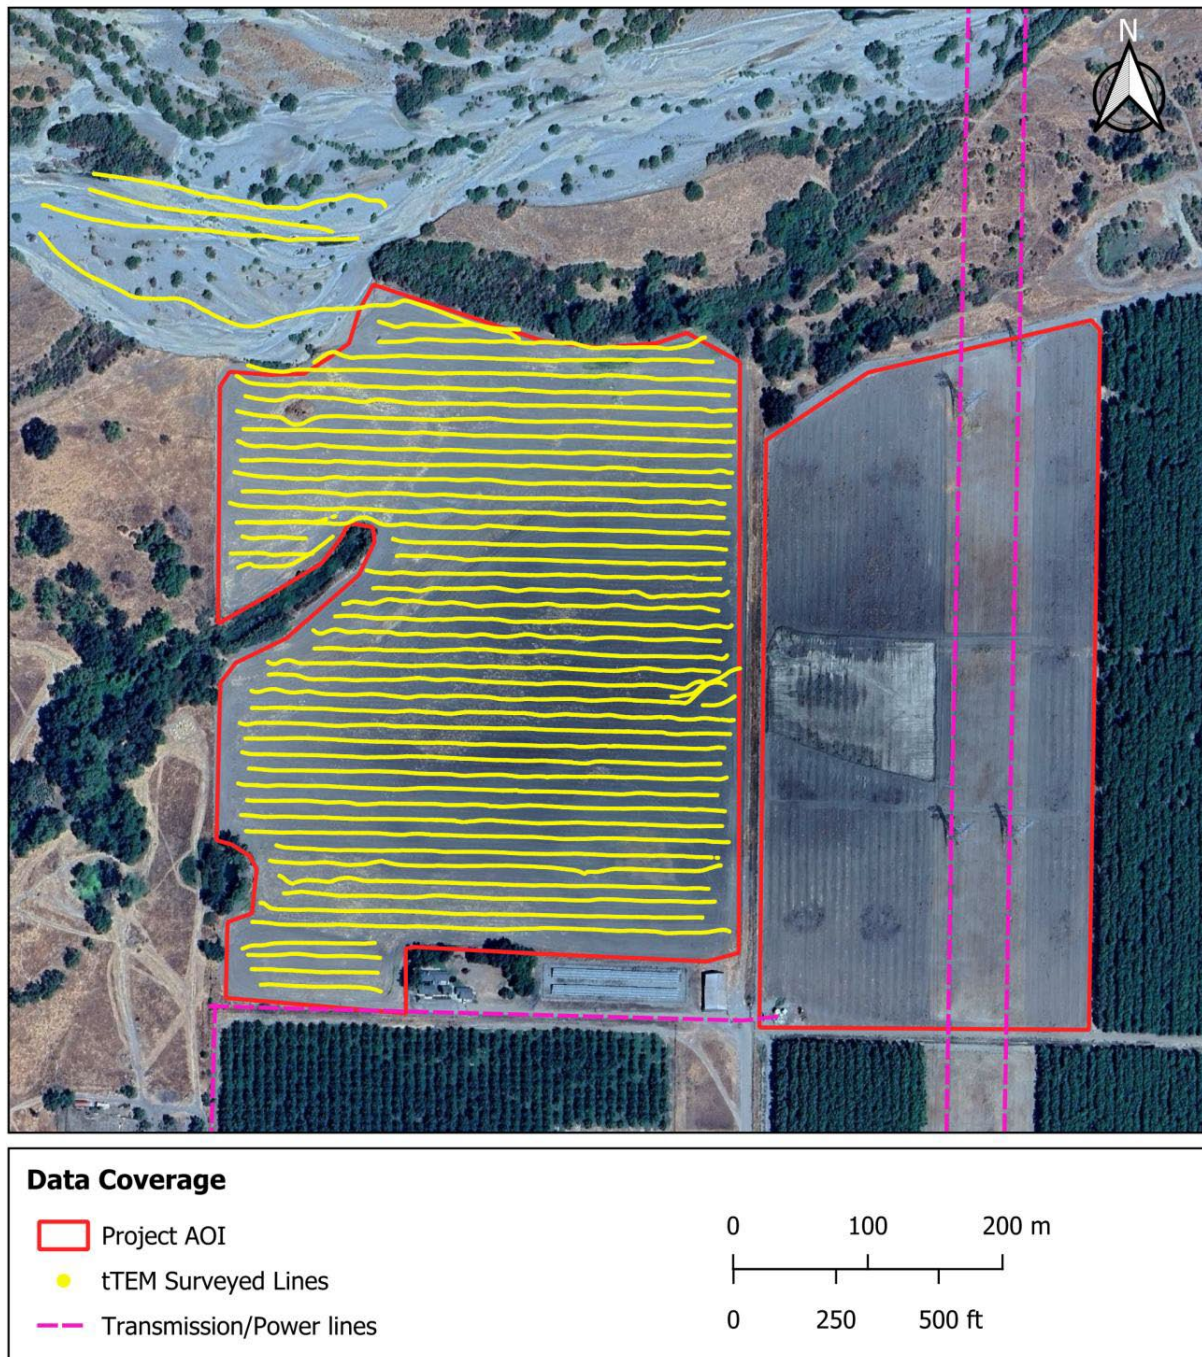 N
Data Coverage
Project AOI
tTEM Surveyed Lines
Transmission/Power lines
0 100 200 m
0 250 500 ft